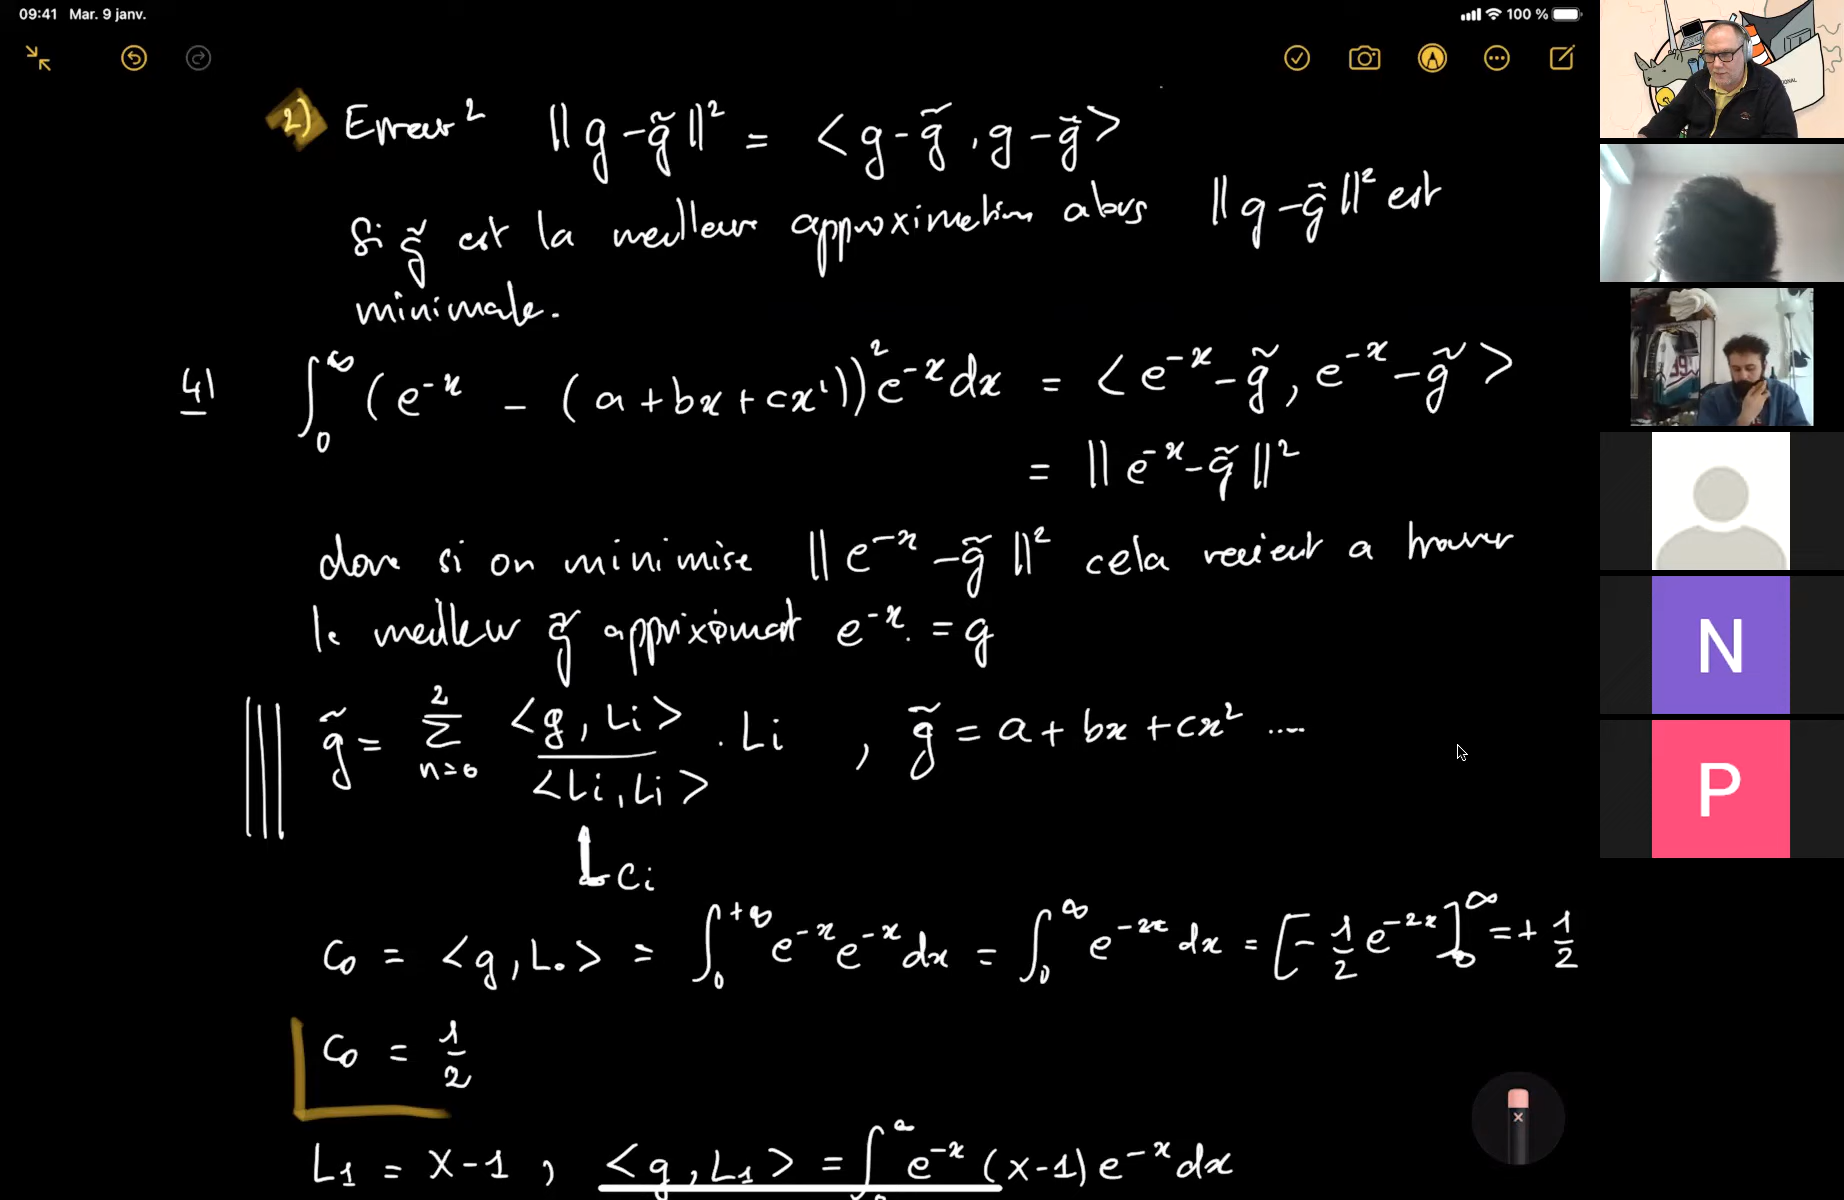 09:41 Mar. 9 janv. 100 %
2) Erreur² ‖g-g̃‖² = <g-g̃, g-g̃>
Si g̃ est la meilleure approximation alors ‖g-g̃‖² est
minimale.
4) ∫₀^∞ (e^{-x} - (a+bx+cx²))² e^{-x} dx = <e^{-x}-g̃, e^{-x}-g̃>
= ‖e^{-x}-g̃‖²
donc si on minimise ‖e^{-x}-g̃‖² cela revient a trouver
le meilleur g̃ approximat e^{-x}. = g
g̃ = Σ_{n=0}^{2} <g, Li> / <Li, Li> · Li , g̃ = a + bx + cx² ....
Ci
C₀ = <g, L₀> = ∫₀^{+∞} e^{-x} e^{-x} dx = ∫₀^∞ e^{-2x} dx = [-1/2 e^{-2x}]₀^∞ = + 1/2
C₀ = 1/2
L₁ = X-1 , <g, L₁> = ∫₀^∞ e^{-x} (X-1) e^{-x} dx
N
P